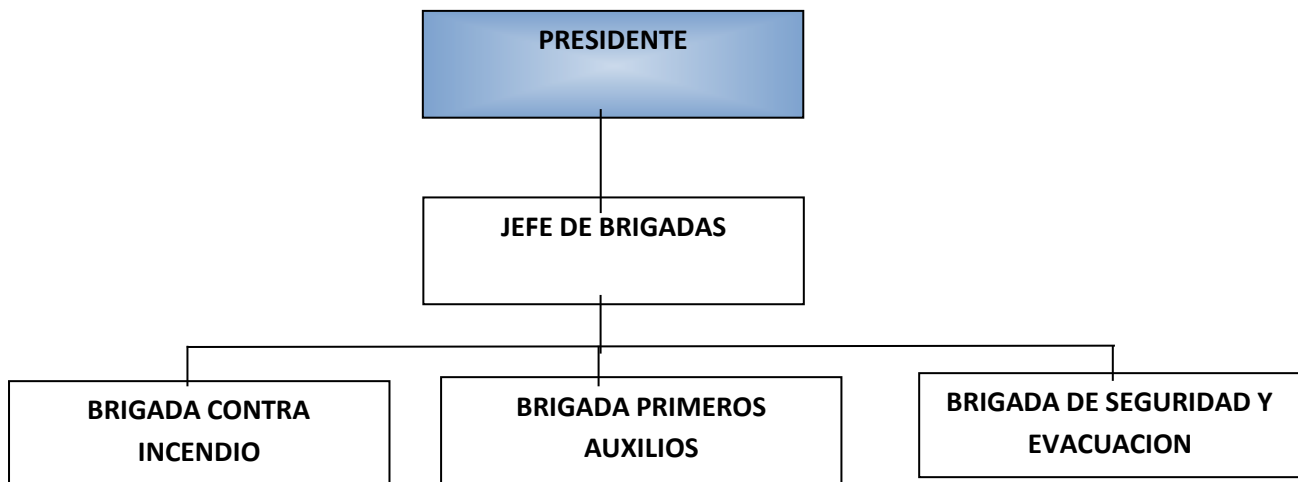 PRESIDENTE
JEFE DE BRIGADAS
BRIGADA CONTRA
INCENDIO
BRIGADA PRIMEROS
AUXILIOS
BRIGADA DE SEGURIDAD Y
EVACUACION